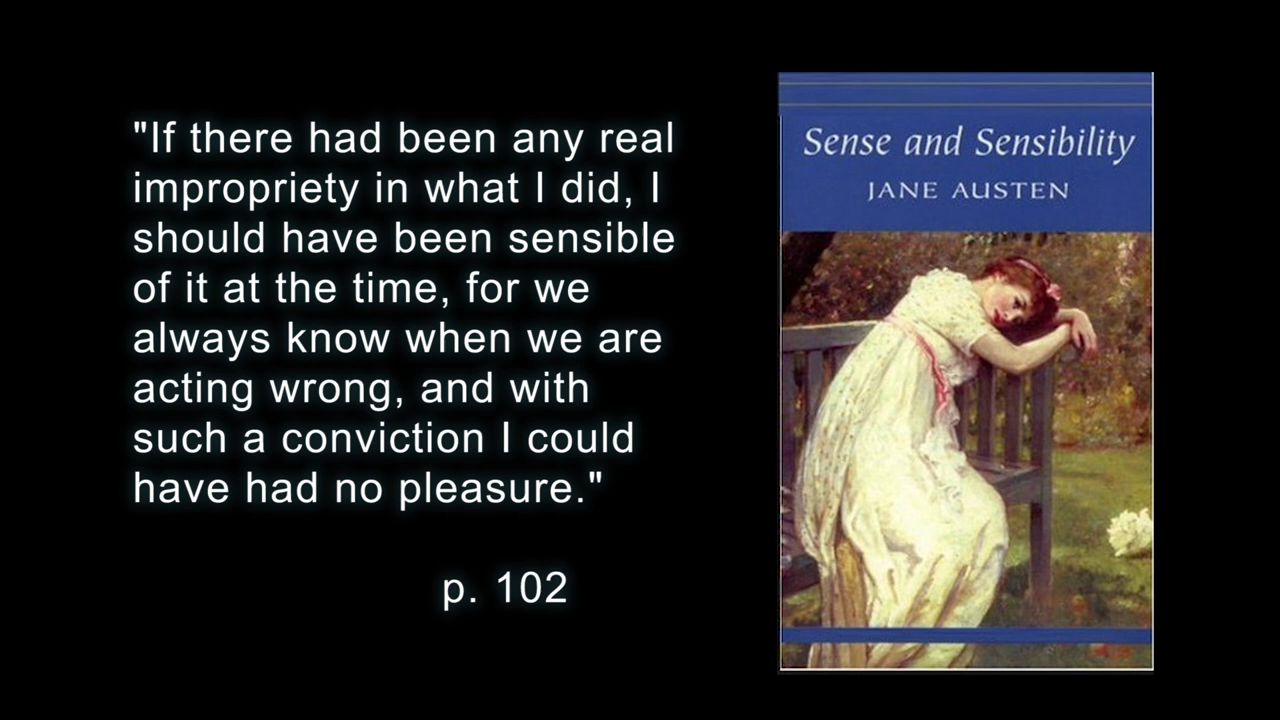 "If there had been any real
impropriety in what I did, I
should have been sensible
of it at the time, for we
always know when we are
acting wrong, and with
such a conviction I could
have had no pleasure."
p. 102
Sense and Sensibility
JANE AUSTEN